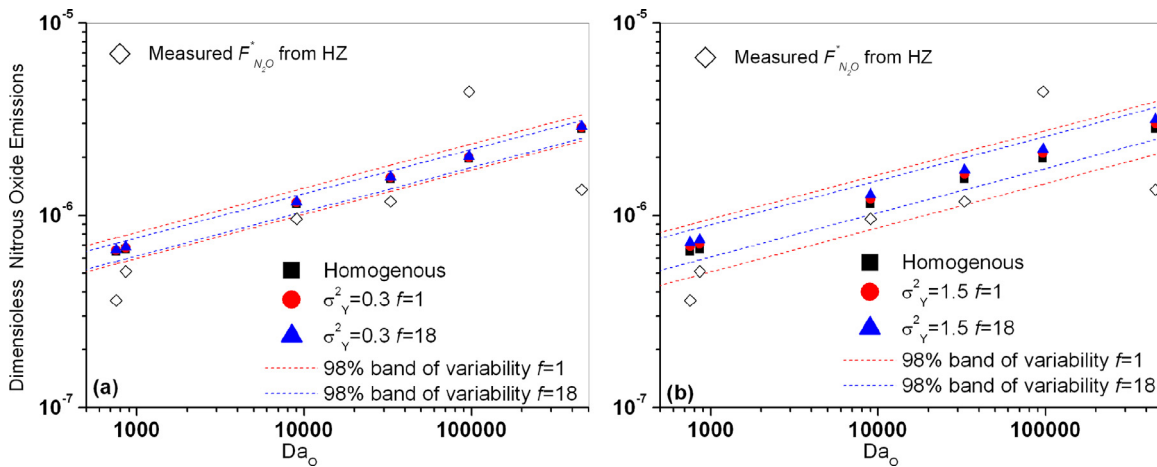 Dimensioless Nitrous Oxide Emissions
10⁻⁵
10⁻⁶
10⁻⁷
Measured F*N₂O from HZ
Homogenous
σ²Y=0.3 f=1
σ²Y=0.3 f=18
98% band of variability f=1
98% band of variability f=18
(a)
1000 10000 100000
DaO
10⁻⁵
10⁻⁶
10⁻⁷
Measured F*N₂O from HZ
Homogenous
σ²Y=1.5 f=1
σ²Y=1.5 f=18
98% band of variability f=1
98% band of variability f=18
(b)
1000 10000 100000
DaO